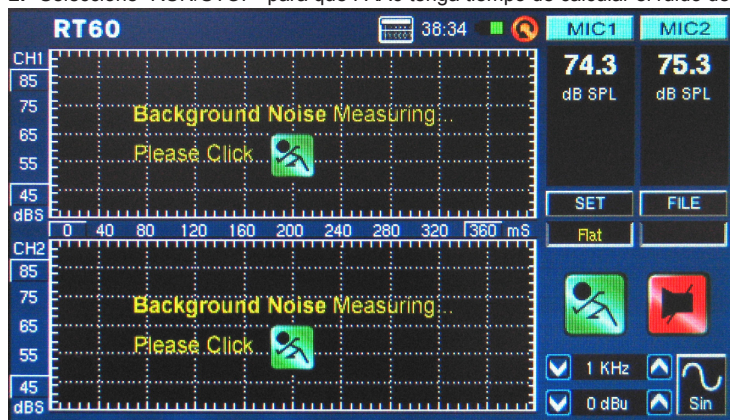 RT60 38:34 MIC1 MIC2
CH1 74.3 75.3
dB SPL dB SPL
85
75
Background Noise Measuring...
65
Please Click
55
45
dBS
SET FILE
0 40 80 120 160 200 240 280 320 360 mS
Flat
CH2
85
75
Background Noise Measuring...
65
Please Click
55
45
dBS
1 KHz
0 dBu Sin